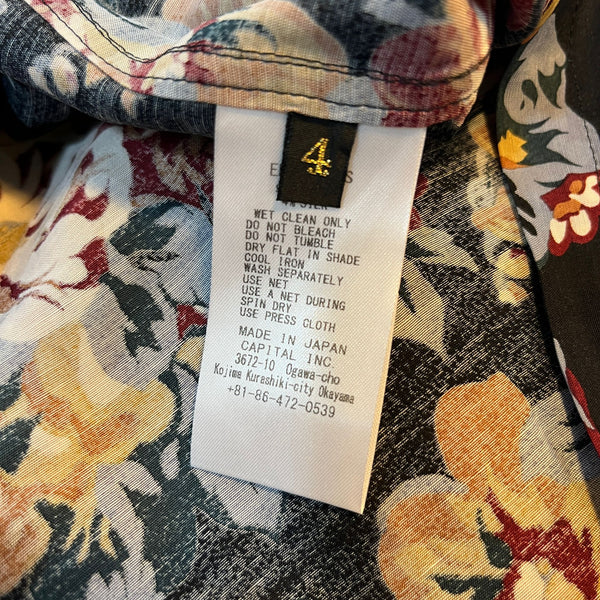 4
WET CLEAN ONLY
DO NOT BLEACH
DO NOT TUMBLE
DRY FLAT IN SHADE
COOL IRON
WASH SEPARATELY
USE NET
USE A NET DURING
SPIN DRY
USE PRESS CLOTH
MADE IN JAPAN
CAPITAL INC.
3672-10 Ogawa-cho
Kojima Kurashiki-city Okayama
+81-86-472-0539